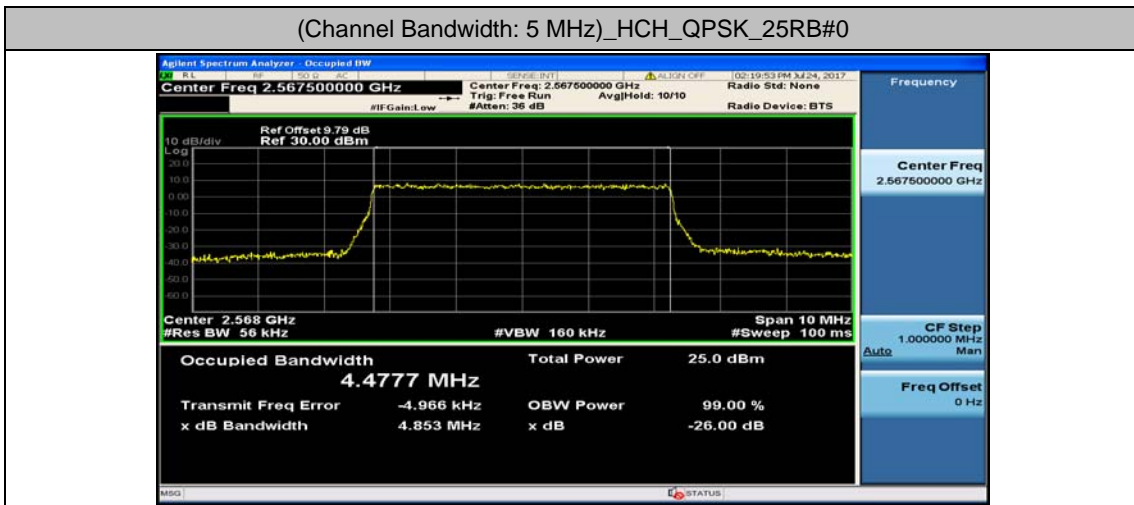 (Channel Bandwidth: 5 MHz)_HCH_QPSK_25RB#0
Agilent Spectrum Analyzer - Occupied BW
RL RF 50 Ω AC SENSE:INT ALIGN OFF 02:19:53 PM Jul 24, 2017
Center Freq 2.567500000 GHz
Center Freq: 2.567500000 GHz
Radio Std: None
Trig: Free Run Avg|Hold: 10/10
#IFGain:Low #Atten: 36 dB Radio Device: BTS
Ref Offset 9.79 dB
10 dB/div Ref 30.00 dBm
Log
20.0
10.0
0.00
-10.0
-20.0
-30.0
-40.0
-50.0
-60.0
Center 2.568 GHz Span 10 MHz
#Res BW 56 kHz #VBW 160 kHz #Sweep 100 ms
Occupied Bandwidth Total Power 25.0 dBm
4.4777 MHz
Transmit Freq Error -4.966 kHz OBW Power 99.00 %
x dB Bandwidth 4.853 MHz x dB -26.00 dB
Frequency
Center Freq
2.567500000 GHz
CF Step
1.000000 MHz
Auto Man
Freq Offset
0 Hz
MSG STATUS